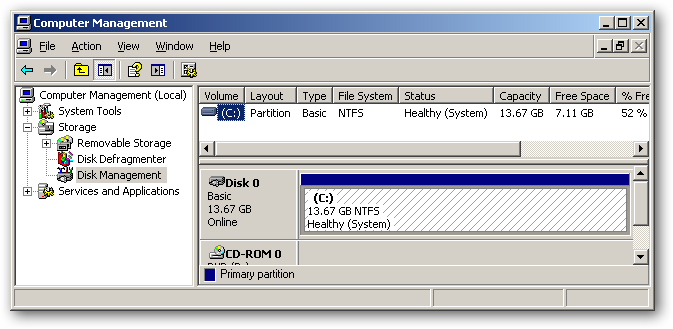 Computer Management
File Action View Window Help
Computer Management (Local)
System Tools
Storage
Removable Storage
Disk Defragmenter
Disk Management
Services and Applications
Volume Layout Type File System Status Capacity Free Space % Fre
(C:) Partition Basic NTFS Healthy (System) 13.67 GB 7.11 GB 52 %
Disk 0
Basic
13.67 GB
Online
(C:)
13.67 GB NTFS
Healthy (System)
CD-ROM 0
Primary partition